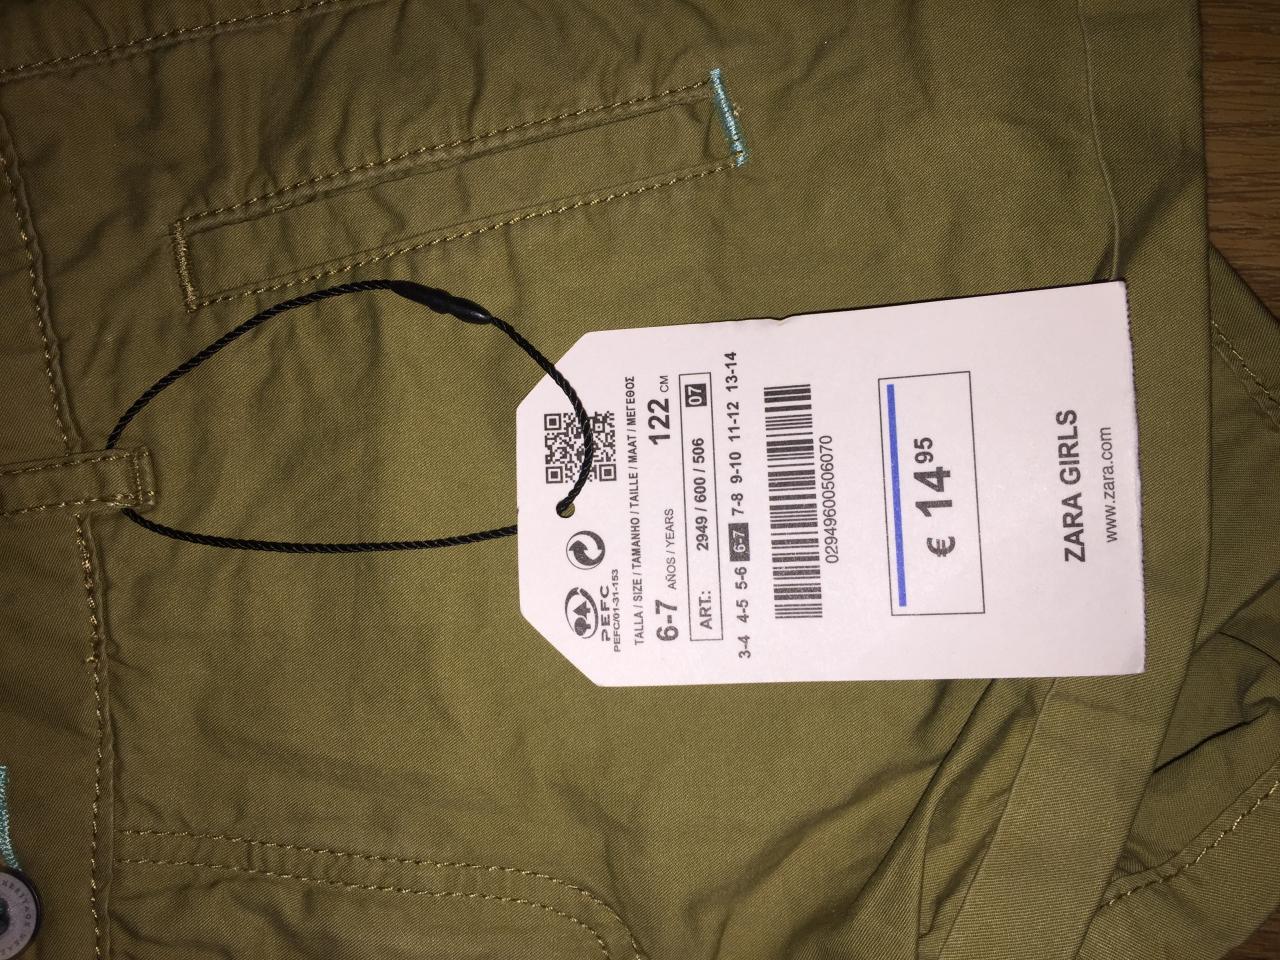 PEFC
PEFC/01-31-153
TALLA / SIZE / TAMANHO / TAILLE / MAAT / ΜΕΓΕΘΟΣ
6-7 AÑOS / YEARS 122 CM
ART.: 2949 / 600 / 506 07
3-4 4-5 5-6 6-7 7-8 9-10 11-12 13-14
02949600506070
€ 14 95
ZARA GIRLS
www.zara.com